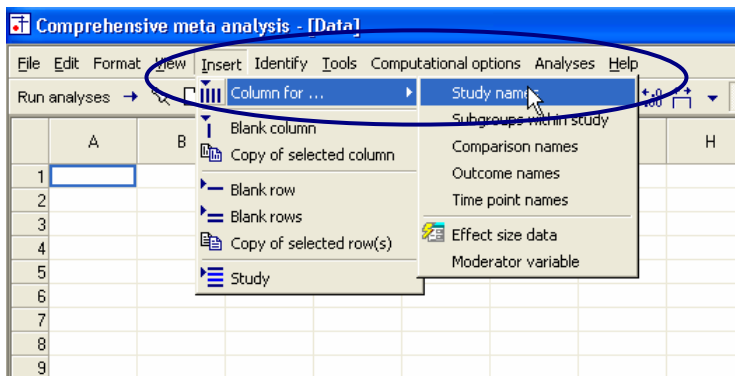 Comprehensive meta analysis - [Data]
File Edit Format View Insert Identify Tools Computational options Analyses Help
Run analyses
Column for ...
Study names
Blank column
Subgroups within study
Copy of selected column
Comparison names
Blank row
Outcome names
Blank rows
Time point names
Copy of selected row(s)
Effect size data
Study
Moderator variable
A B H
1
2
3
4
5
6
7
8
9